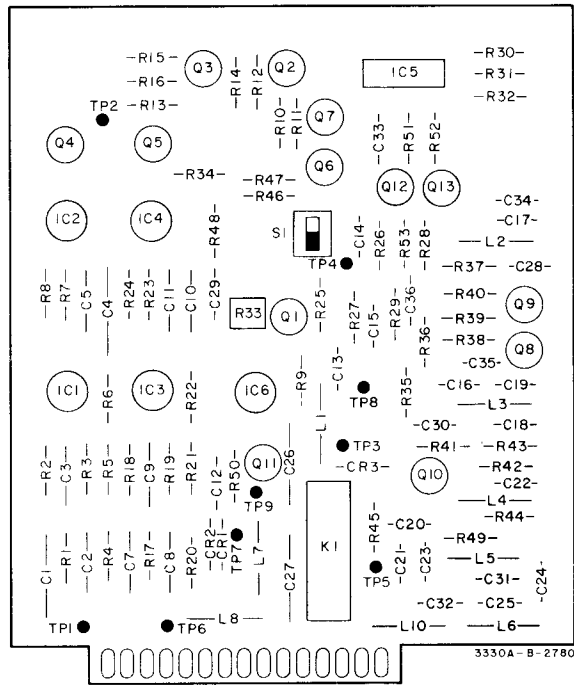 -R15-
-R16-
-R13-
TP2
Q3
-R14-
-R12-
Q2
IC5
-R30-
-R31-
-R32-
-R10-
-R11-
Q7
-C33-
-R51-
-R52-
Q4
Q5
-R34-
-R47-
-R46-
Q6
Q12
Q13
-C34-
-C17-
IC2
IC4
-R48-
S1
-C14-
-R26-
-R53-
-R28-
L2
TP4
-R37-
-C28-
-R8-
-R7-
C5
C4
-R24-
-R23-
C11
C10
-C29-
R33
Q1
-R25-
-R27-
-C15-
-R29-
-C36-
-R36-
-R40-
-R39-
-R38-
-C35-
Q9
Q8
IC1
-R6-
IC3
-R22-
IC6
-R9-
-C13-
L1
TP8
-R35-
-C16-
-C19-
L3
-C30-
-C18-
TP3
-R41-
-R43-
-CR3-
Q10
-R42-
-C22-
L4
-R44-
-R2-
C3
-R3-
-R5-
-R18-
C9
-R19-
-R21-
-C12-
-R50-
Q11
C26
TP9
C1
-R1-
C2
-R4-
C7
-R17-
C8
-R20-
-CR2-
-CR1-
TP7
L7
C27
K1
-R45-
-C20-
-R49-
-C21-
-C23-
L5
TP5
-C31-
-C24-
TP1
TP6
L8
-C32-
-C25-
L10
L6
3330A-B-2780